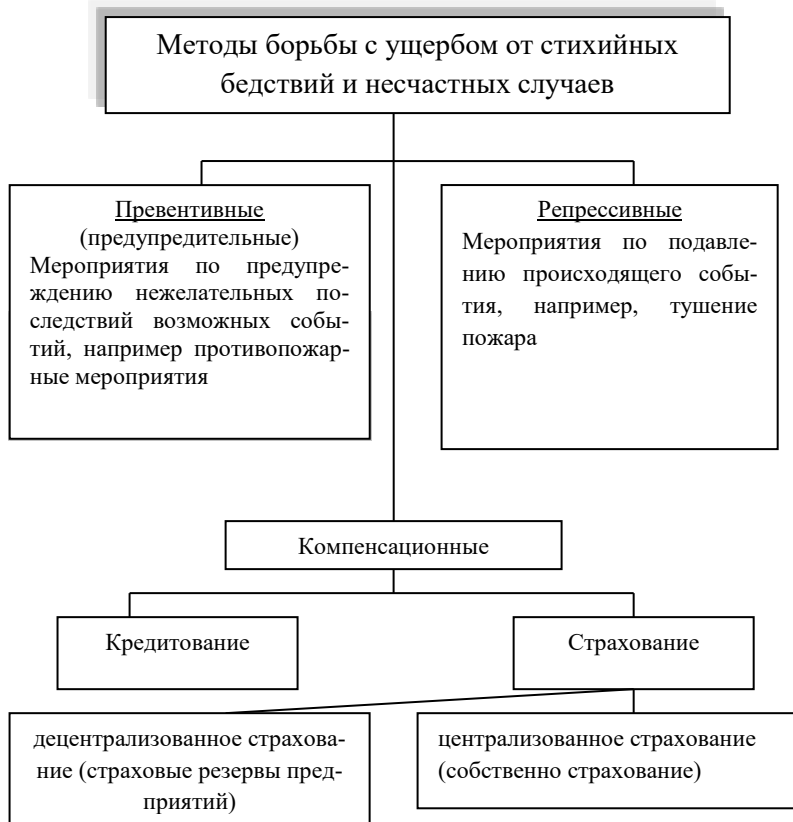 Методы борьбы с ущербом от стихийных
бедствий и несчастных случаев
Превентивные
(предупредительные)
Мероприятия по предупре-
ждению нежелательных по-
следствий возможных собы-
тий, например противопожар-
ные мероприятия
Репрессивные
Мероприятия по подавле-
нию происходящего собы-
тия, например, тушение
пожара
Компенсационные
Кредитование
Страхование
децентрализованное страхова-
ние (страховые резервы пред-
приятий)
централизованное страхование
(собственно страхование)